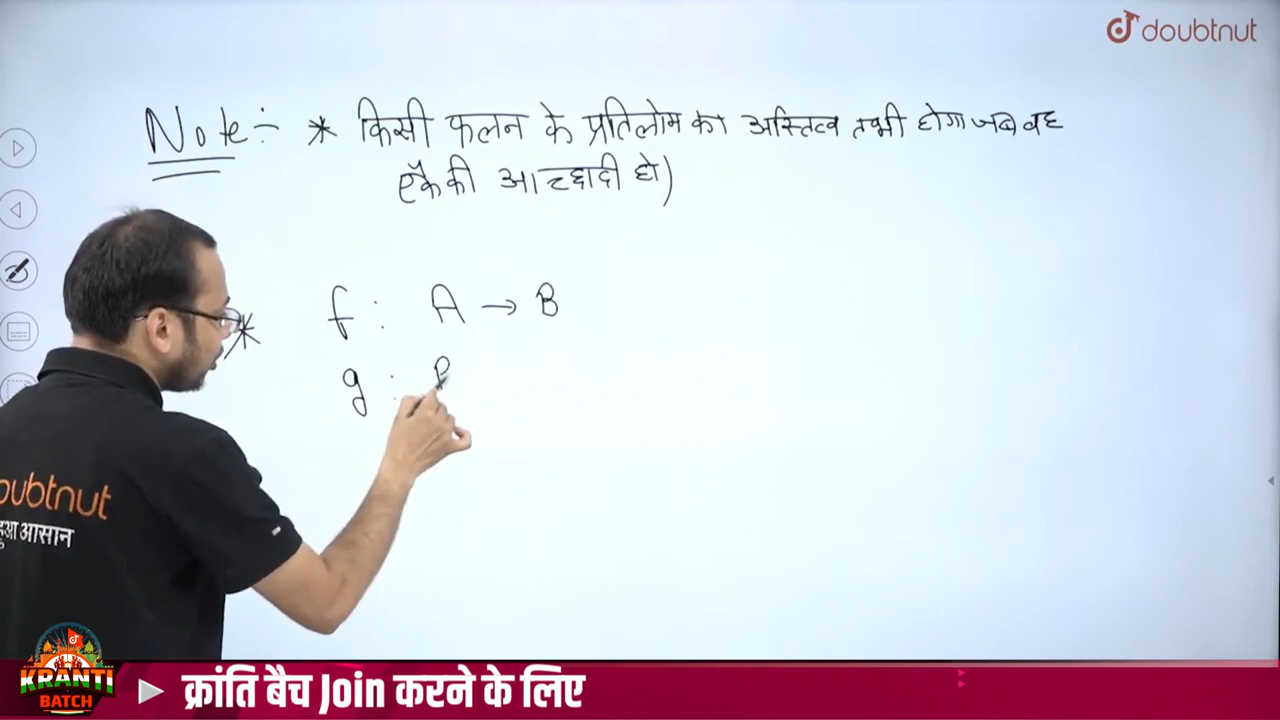 doubtnut
Note :- * किसी फलन के प्रतिलोम का अस्तित्व तभी होगा जब वह
एकैकी आच्छादी हो)
* f : A → B
g :
oubtnut
हुआ आसान
KRANTI
BATCH
क्रांति बैच Join करने के लिए